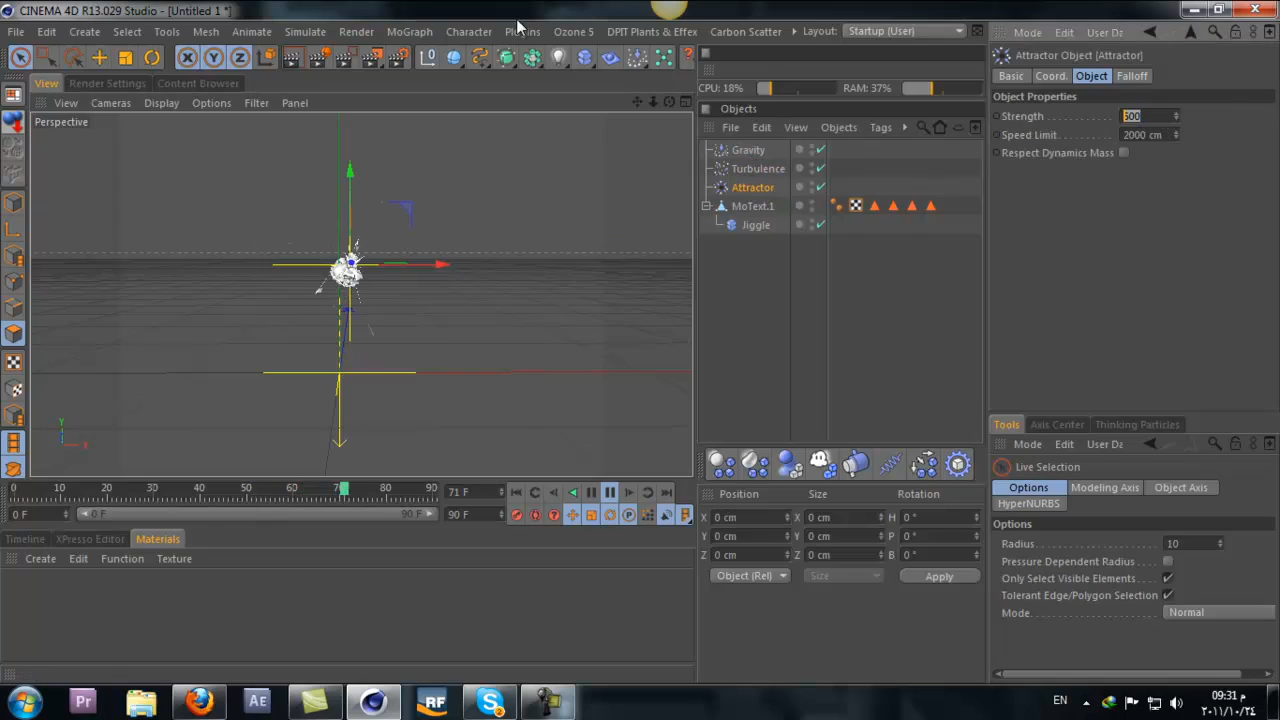 CINEMA 4D R13.029 Studio - [Untitled 1 *]
File Edit Create Select Tools Mesh Animate Simulate Render MoGraph Character Plugins Ozone 5 DPIT Plants & Effex Carbon Scatter Layout: Startup (User)
X Y Z
View Render Settings Content Browser
View Cameras Display Options Filter Panel
Perspective
Y
X
CPU: 18% RAM: 37%
Objects
File Edit View Objects Tags
Gravity
Turbulence
Attractor
MoText.1
Jiggle
Mode Edit User Da
Attractor Object [Attractor]
Basic Coord. Object Falloff
Object Properties
Strength 500
Speed Limit 2000 cm
Respect Dynamics Mass
Tools Axis Center Thinking Particles
Mode Edit User Da
Live Selection
Options Modeling Axis Object Axis
HyperNURBS
Options
Radius 10
Pressure Dependent Radius
Only Select Visible Elements
Tolerant Edge/Polygon Selection
Mode Normal
0 10 20 30 40 50 60 70 80 90 71 F
0 F 0 F 90 F 90 F
Timeline XPresso Editor Materials
Create Edit Function Texture
Position Size Rotation
X 0 cm X 0 cm H 0 °
Y 0 cm Y 0 cm P 0 °
Z 0 cm Z 0 cm B 0 °
Object (Rel) Size Apply
Pr Ae RF S 2
EN
09:31 م
٢٠١١/١٠/٢٤